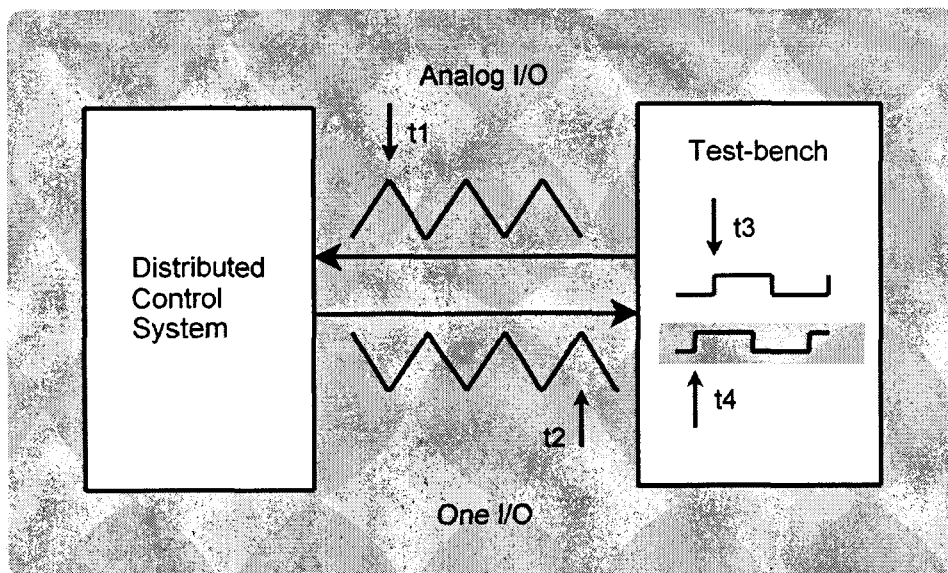 Analog I/O
t1
Test-bench
t3
Distributed
Control
System
t4
t2
One I/O